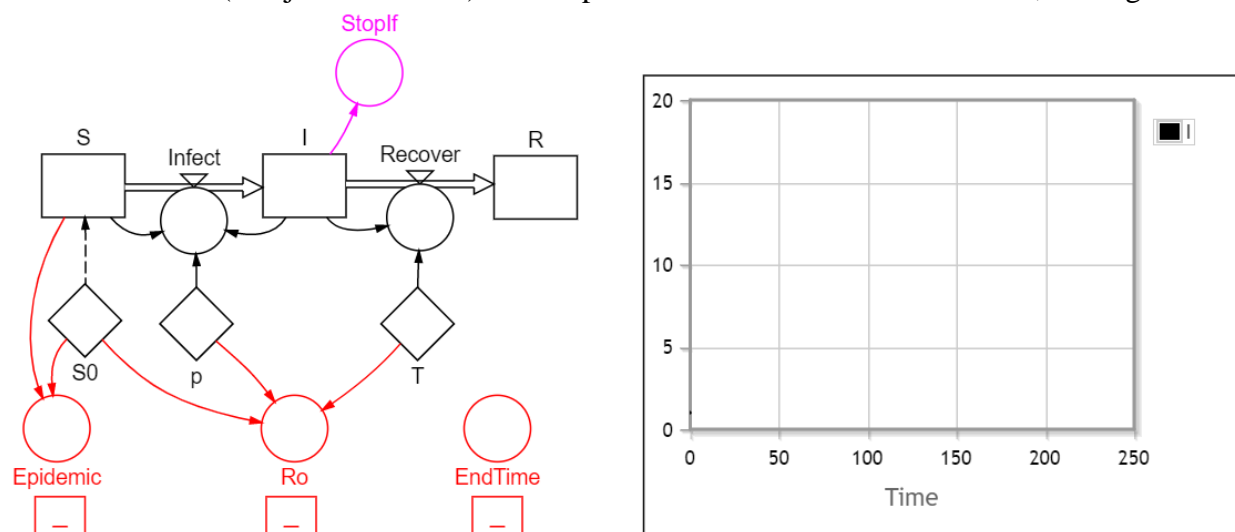 StopIf
S
Infect
I
Recover
R
S0
p
T
Epidemic
Ro
EndTime
–
–
–
20
15
10
5
0
I
0 50 100 150 200 250
Time